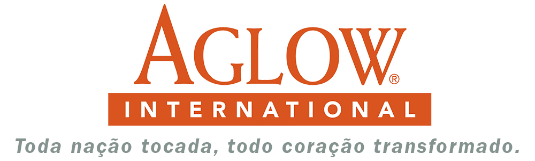 AGLOW®
INTERNATIONAL
Toda nação tocada, todo coração transformado.